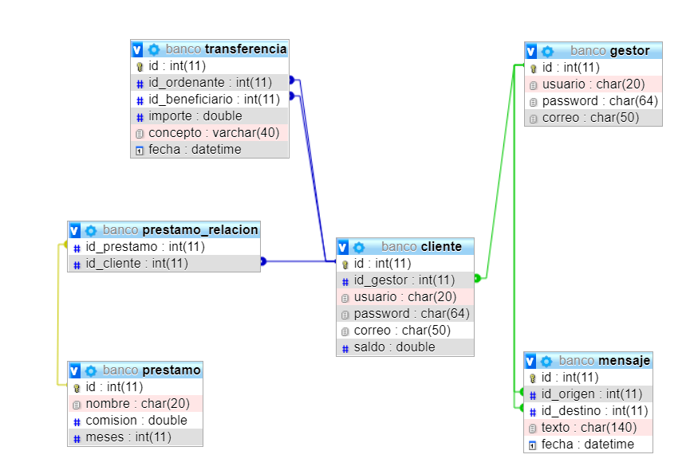 banco transferencia
id : int(11)
id_ordenante : int(11)
id_beneficiario : int(11)
importe : double
concepto : varchar(40)
fecha : datetime
banco gestor
id : int(11)
usuario : char(20)
password : char(64)
correo : char(50)
banco prestamo_relacion
id_prestamo : int(11)
id_cliente : int(11)
banco cliente
id : int(11)
id_gestor : int(11)
usuario : char(20)
password : char(64)
correo : char(50)
saldo : double
banco prestamo
id : int(11)
nombre : char(20)
comision : double
meses : int(11)
banco mensaje
id : int(11)
id_origen : int(11)
id_destino : int(11)
texto : char(140)
fecha : datetime